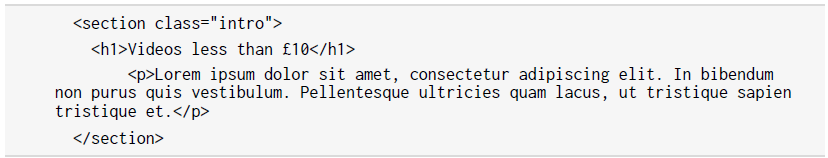 <section class="intro">
<h1>Videos less than £10</h1>
<p>Lorem ipsum dolor sit amet, consectetur adipiscing elit. In bibendum
non purus quis vestibulum. Pellentesque ultricies quam lacus, ut tristique sapien
tristique et.</p>
</section>